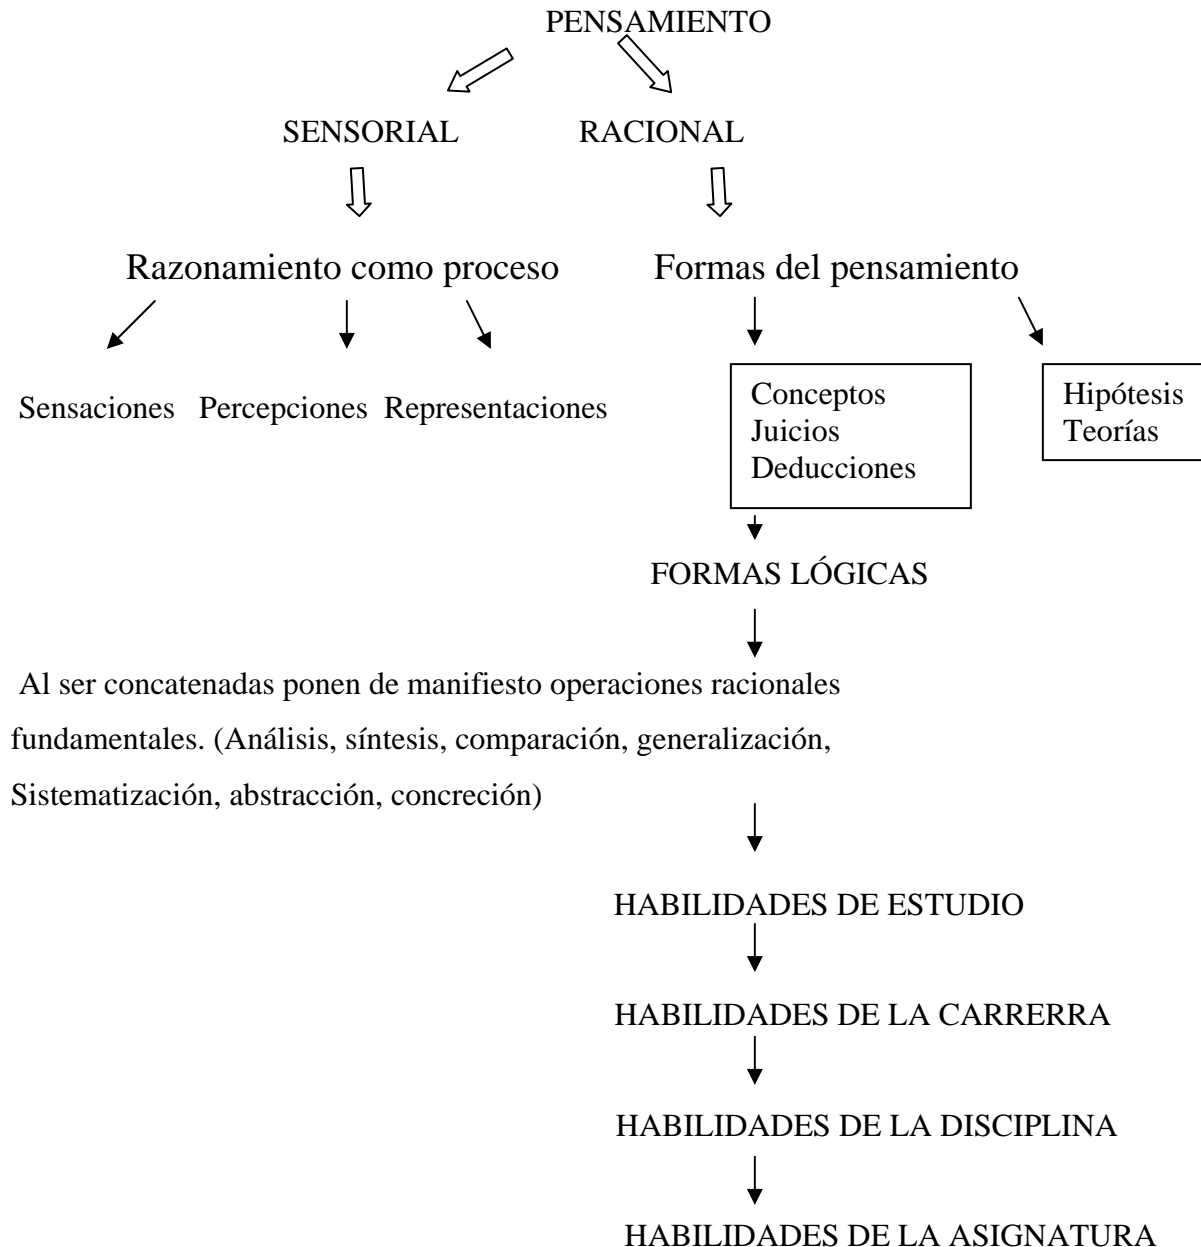 PENSAMIENTO
SENSORIAL RACIONAL
Razonamiento como proceso Formas del pensamiento
Sensaciones Percepciones Representaciones
Conceptos
Juicios
Deducciones
Hipótesis
Teorías
FORMAS LÓGICAS
Al ser concatenadas ponen de manifiesto operaciones racionales
fundamentales. (Análisis, síntesis, comparación, generalización,
Sistematización, abstracción, concreción)
HABILIDADES DE ESTUDIO
HABILIDADES DE LA CARRERRA
HABILIDADES DE LA DISCIPLINA
HABILIDADES DE LA ASIGNATURA